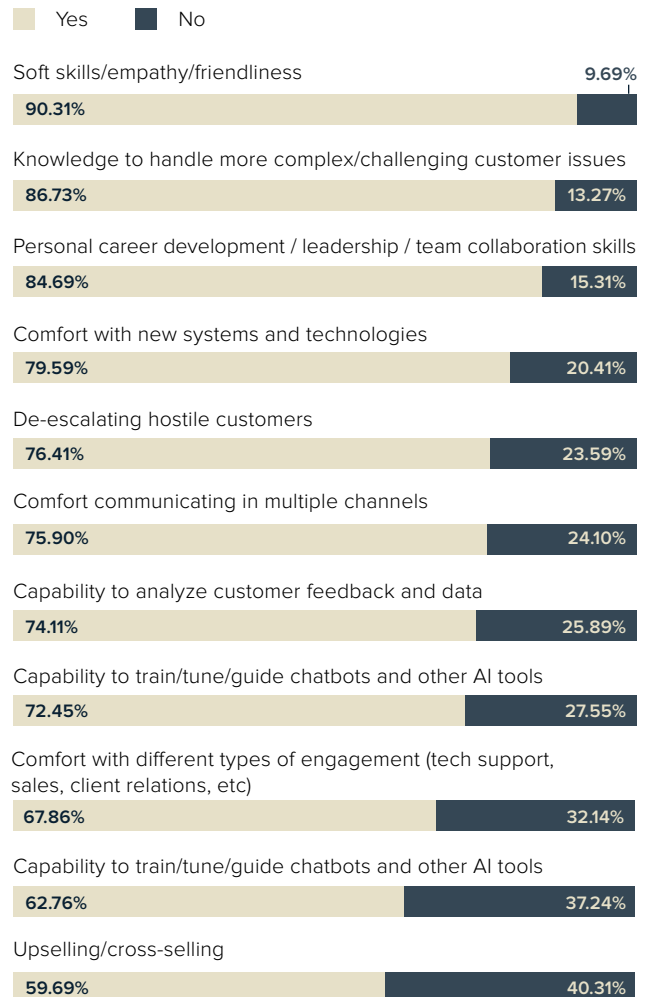 Yes No
Soft skills/empathy/friendliness
9.69%
90.31%
Knowledge to handle more complex/challenging customer issues
86.73% 13.27%
Personal career development / leadership / team collaboration skills
84.69% 15.31%
Comfort with new systems and technologies
79.59% 20.41%
De-escalating hostile customers
76.41% 23.59%
Comfort communicating in multiple channels
75.90% 24.10%
Capability to analyze customer feedback and data
74.11% 25.89%
Capability to train/tune/guide chatbots and other AI tools
72.45% 27.55%
Comfort with different types of engagement (tech support,
sales, client relations, etc)
67.86% 32.14%
Capability to train/tune/guide chatbots and other AI tools
62.76% 37.24%
Upselling/cross-selling
59.69% 40.31%